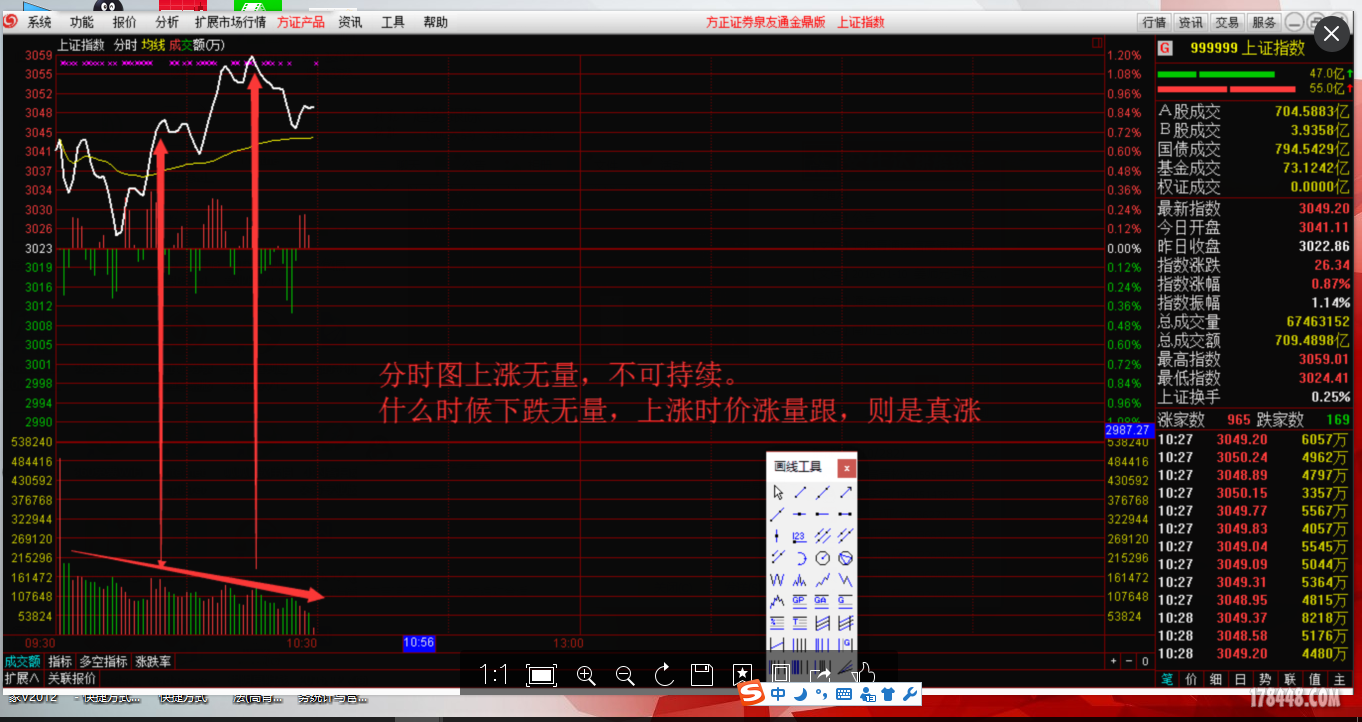 系统 功能 报价 分析 扩展市场行情 方证产品 资讯 工具 帮助 方正证券泉友通金鼎版 上证指数 行情 资讯 交易 服务
上证指数 分时 均线 成交额(万)
G 999999 上证指数
47.0亿↑
55.0亿↑
A股成交 704.5883亿
B股成交 3.9358亿
国债成交 794.5429亿
基金成交 73.1242亿
权证成交 0.0000亿
最新指数 3049.20
今日开盘 3041.11
昨日收盘 3022.86
指数涨跌 26.34
指数涨幅 0.87%
指数振幅 1.14%
总成交量 67463152
总成交额 709.4898亿
最高指数 3059.01
最低指数 3024.41
上证换手 0.25%
涨家数 965 跌家数 169
10:27 3049.20 6057万
10:27 3050.24 4962万
10:27 3048.89 4797万
10:27 3050.15 3357万
10:27 3049.77 5567万
10:27 3049.83 4057万
10:27 3049.04 5545万
10:27 3049.09 5044万
10:27 3049.31 5364万
10:27 3048.95 4815万
10:28 3049.37 8218万
10:28 3048.58 5176万
10:28 3049.20 4480万
笔 价 细 日 势 联 值 主
3059 1.20%
3055 1.08%
3052 0.96%
3048 0.84%
3045 0.72%
3041 0.60%
3037 0.48%
3034 0.36%
3030 0.24%
3026 0.12%
3023 0.00%
3019 0.12%
3016 0.24%
3012 0.36%
3008 0.48%
3005 0.60%
3001 0.72%
2998 0.84%
2994 0.96%
2990
2987.27
538240 538240
484416 484416
430592 430592
376768 376768
322944 322944
269120 269120
215296 215296
161472 161472
107648 107648
53824 53824
分时图上涨无量，不可持续。
什么时候下跌无量，上涨时价涨量跟，则是真涨
画线工具 x
123
GP GA G
09:30 10:30 10:56 13:00
成交额 指标 多空指标 涨跌率 + - 0
扩展∧ 关联报价
1:1
S 中
178448.COM